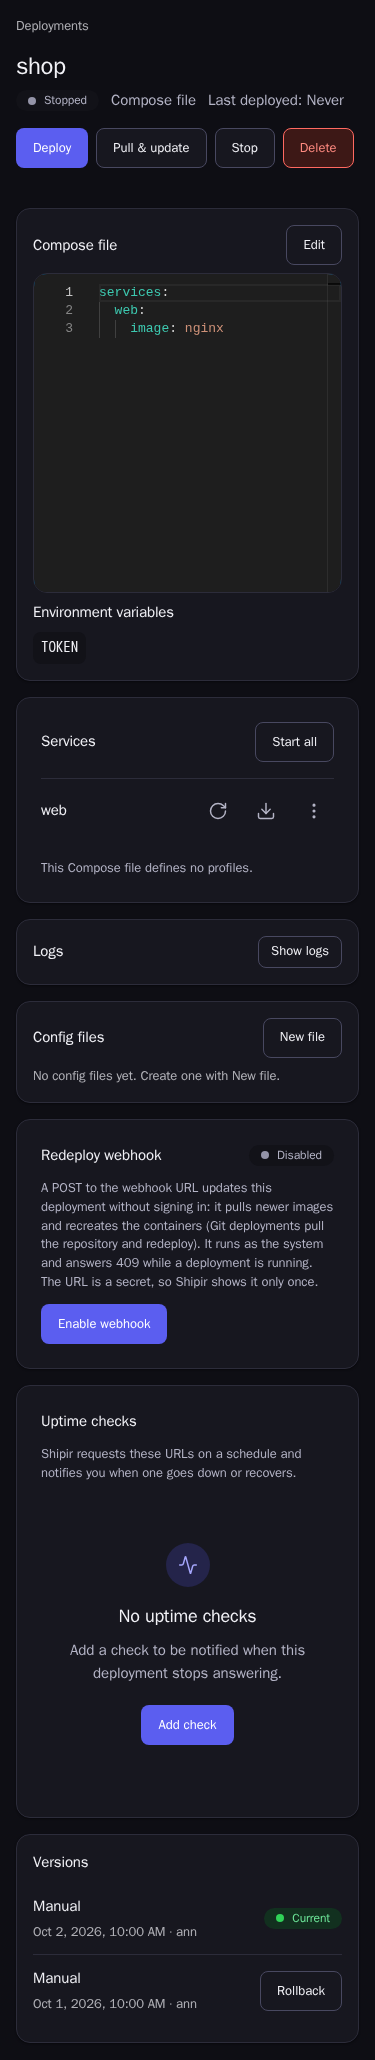 Deployments
shop
Stopped Compose file Last deployed: Never
Deploy Pull & update Stop Delete
Compose file Edit
1 services:
2 web:
3 image: nginx
Environment variables
TOKEN
Services Start all
web
This Compose file defines no profiles.
Logs Show logs
Config files New file
No config files yet. Create one with New file.
Redeploy webhook Disabled
A POST to the webhook URL updates this
deployment without signing in: it pulls newer images
and recreates the containers (Git deployments pull
the repository and redeploy). It runs as the system
and answers 409 while a deployment is running.
The URL is a secret, so Shipir shows it only once.
Enable webhook
Uptime checks
Shipir requests these URLs on a schedule and
notifies you when one goes down or recovers.
No uptime checks
Add a check to be notified when this
deployment stops answering.
Add check
Versions
Manual
Oct 2, 2026, 10:00 AM · ann Current
Manual
Oct 1, 2026, 10:00 AM · ann Rollback